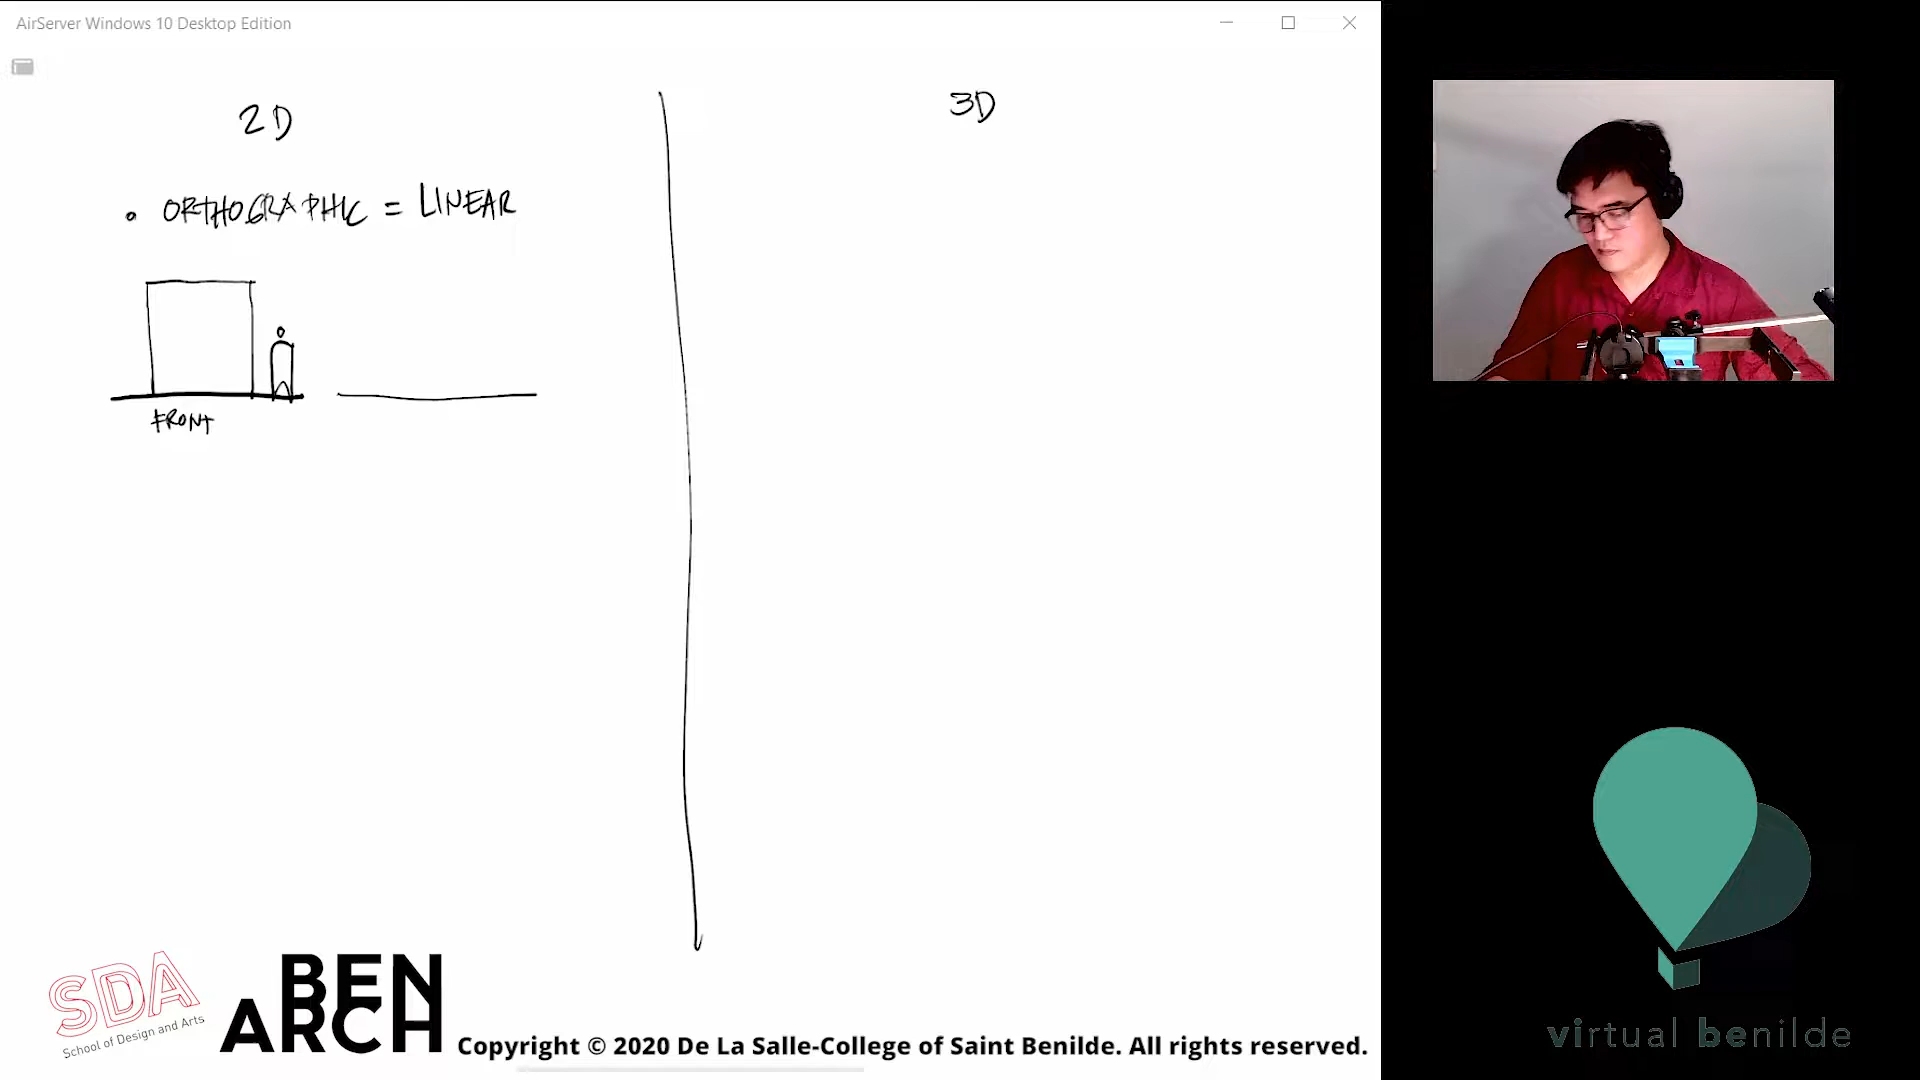 AirServer Windows 10 Desktop Edition
2D
3D
• ORTHOGRAPHIC = LINEAR
FRONT
SDA
School of Design and Arts
BEN
ARCH
Copyright © 2020 De La Salle-College of Saint Benilde. All rights reserved.
virtual benilde